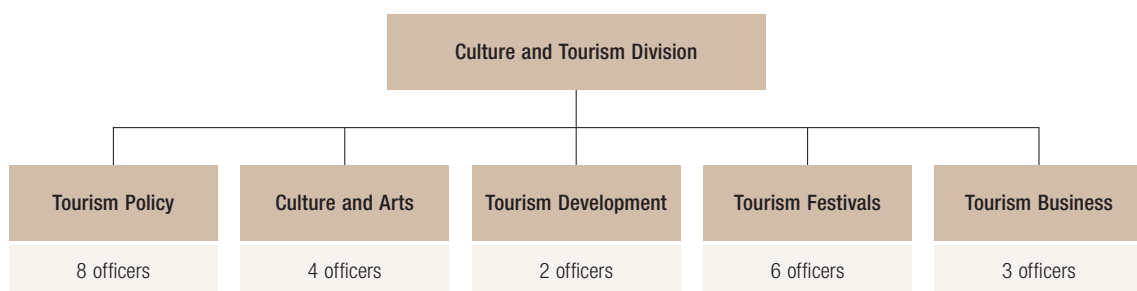 Culture and Tourism Division
Tourism Policy
Culture and Arts
Tourism Development
Tourism Festivals
Tourism Business
8 officers
4 officers
2 officers
6 officers
3 officers